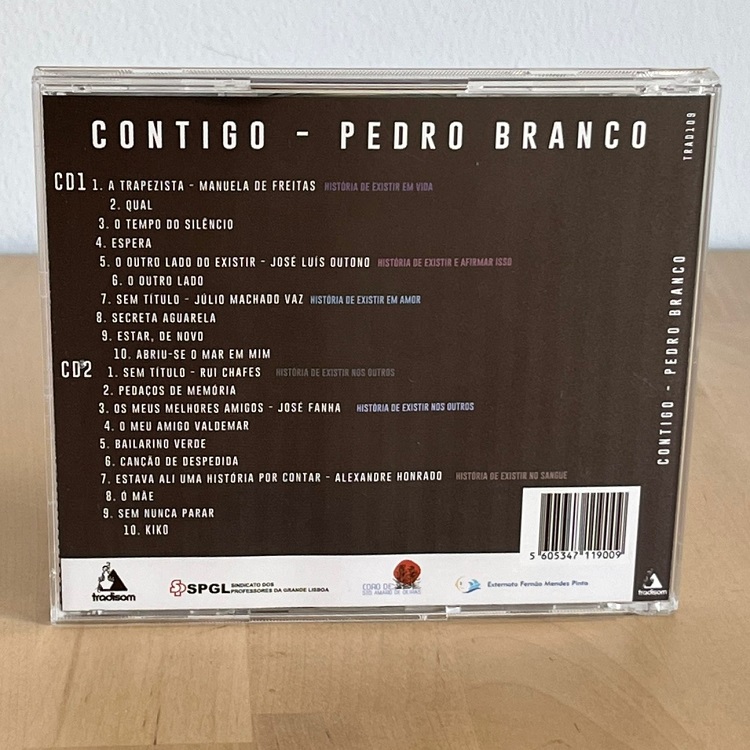 CONTIGO - PEDRO BRANCO
TRAD109
CD1 1. A TRAPEZISTA - MANUELA DE FREITAS HISTÓRIA DE EXISTIR EM VIDA
2. QUAL
3. O TEMPO DO SILÊNCIO
4. ESPERA
5. O OUTRO LADO DO EXISTIR - JOSÉ LUÍS OUTONO HISTÓRIA DE EXISTIR E AFIRMAR ISSO
6. O OUTRO LADO
7. SEM TÍTULO - JÚLIO MACHADO VAZ HISTÓRIA DE EXISTIR EM AMOR
8. SECRETA AGUARELA
9. ESTAR, DE NOVO
10. ABRIU-SE O MAR EM MIM
CD2 1. SEM TÍTULO - RUI CHAFES HISTÓRIA DE EXISTIR NOS OUTROS
2. PEDAÇOS DE MEMÓRIA
3. OS MEUS MELHORES AMIGOS - JOSÉ FANHA HISTÓRIA DE EXISTIR NOS OUTROS
4. O MEU AMIGO VALDEMAR
5. BAILARINO VERDE
6. CANÇÃO DE DESPEDIDA
7. ESTAVA ALI UMA HISTÓRIA POR CONTAR - ALEXANDRE HONRADO HISTÓRIA DE EXISTIR NO SANGUE
8. Ó MÃE
9. SEM NUNCA PARAR
10. KIKO
CONTIGO - PEDRO BRANCO
5 605347 119009
tradisom
SPGL SINDICATO DOS
PROFESSORES DA GRANDE LISBOA
CORO DE
Externato Fernão Mendes Pinto
tradisom